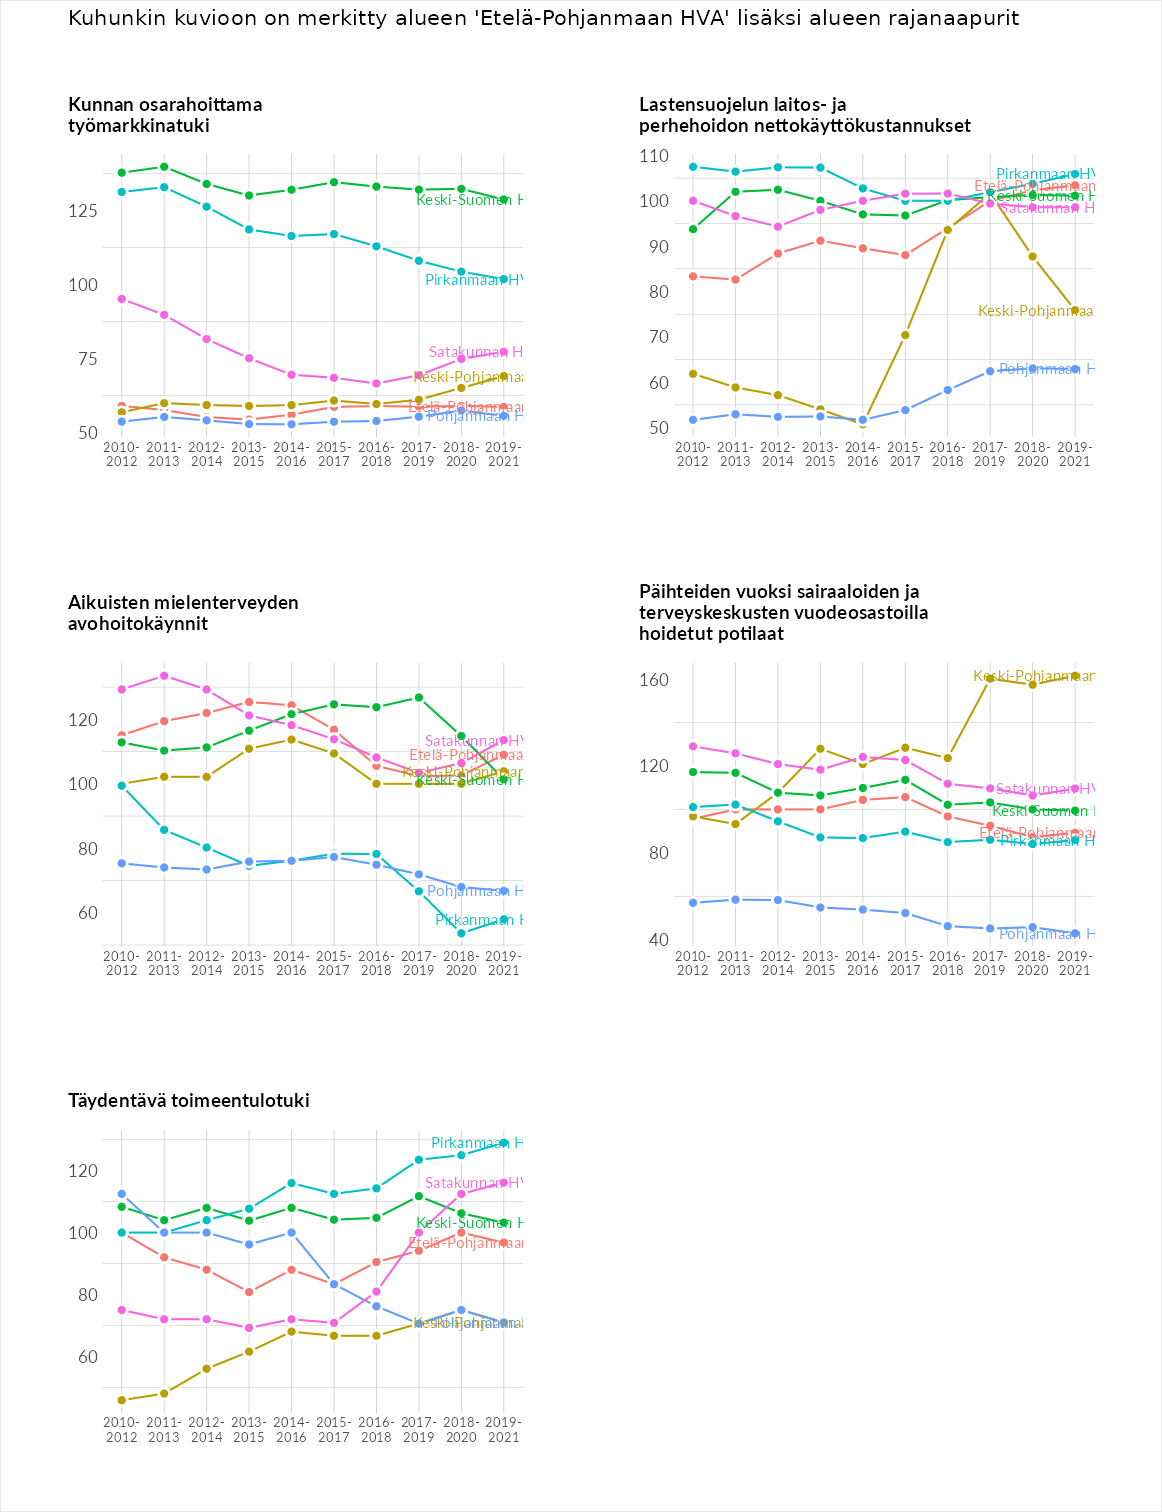 Kuhunkin kuvioon on merkitty alueen 'Etelä-Pohjanmaan HVA' lisäksi alueen rajanaapurit
Kunnan osarahoittama
työmarkkinatuki
125
100
75
50
Keski-Suomen H
Pirkanmaan HV
Satakunnan H
Keski-Pohjanmaa
Etelä-Pohjanmaan
Pohjanmaan H
2010- 2011- 2012- 2013- 2014- 2015- 2016- 2017- 2018- 2019-
2012 2013 2014 2015 2016 2017 2018 2019 2020 2021
Lastensuojelun laitos- ja
perhehoidon nettokäyttökustannukset
110
100
90
80
70
60
50
Pirkanmaan HV
Etelä-Pohjanmaan
Keski-Suomen H
Satakunnan H
Keski-Pohjanmaa
Pohjanmaan H
2010- 2011- 2012- 2013- 2014- 2015- 2016- 2017- 2018- 2019-
2012 2013 2014 2015 2016 2017 2018 2019 2020 2021
Aikuisten mielenterveyden
avohoitokäynnit
120
100
80
60
Satakunnan HV
Etelä-Pohjanmaa
Keski-Pohjanmaan
Keski-Suomen H
Pohjanmaan H
Pirkanmaan H
2010- 2011- 2012- 2013- 2014- 2015- 2016- 2017- 2018- 2019-
2012 2013 2014 2015 2016 2017 2018 2019 2020 2021
Päihteiden vuoksi sairaaloiden ja
terveyskeskusten vuodeosastoilla
hoidetut potilaat
160
120
80
40
Keski-Pohjanmaan
Satakunnan HV
Keski-Suomen H
Etelä-Pohjanmaan
Pirkanmaan H
Pohjanmaan H
2010- 2011- 2012- 2013- 2014- 2015- 2016- 2017- 2018- 2019-
2012 2013 2014 2015 2016 2017 2018 2019 2020 2021
Täydentävä toimeentulotuki
120
100
80
60
Pirkanmaan H
Satakunnan HV
Keski-Suomen H
Etelä-Pohjanmaan
Keski-Pohjanmaa
Pohjanmaan
2010- 2011- 2012- 2013- 2014- 2015- 2016- 2017- 2018- 2019-
2012 2013 2014 2015 2016 2017 2018 2019 2020 2021